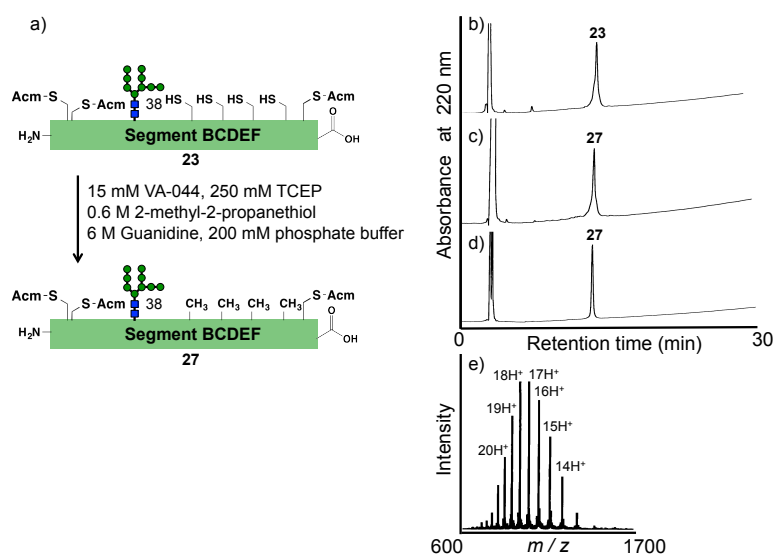 a)
Acm-S
S-Acm
38
HS
HS
HS
HS
S-Acm
H₂N
Segment BCDEF
O
OH
23
15 mM VA-044, 250 mM TCEP
0.6 M 2-methyl-2-propanethiol
6 M Guanidine, 200 mM phosphate buffer
Acm-S
S-Acm
38
CH₃
CH₃
CH₃
CH₃
S-Acm
H₂N
Segment BCDEF
O
OH
27
b)
23
c)
27
d)
27
Absorbance at 220 nm
0
Retention time (min)
30
e)
18H⁺
17H⁺
16H⁺
19H⁺
15H⁺
20H⁺
14H⁺
Intensity
600
m / z
1700